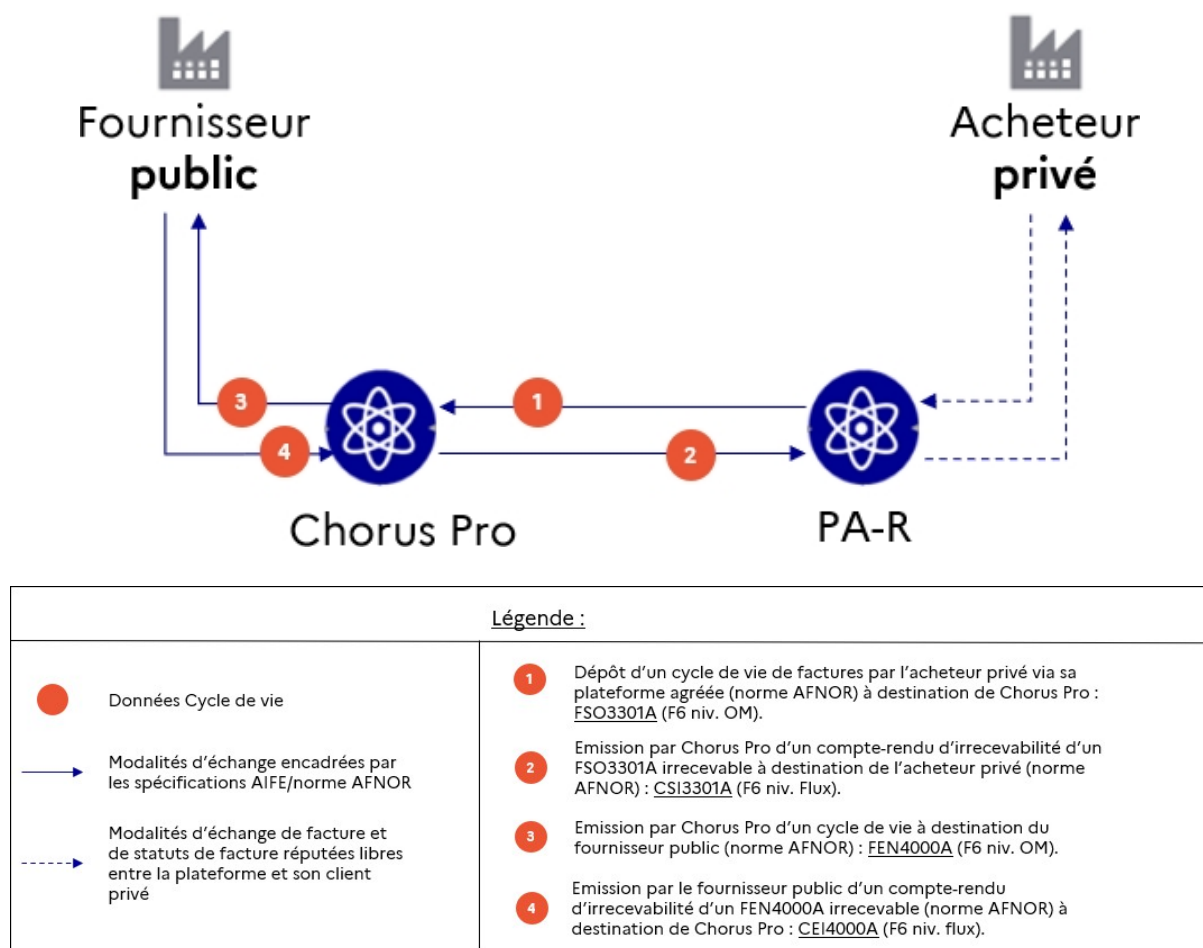 Fournisseur
public
Acheteur
privé
3
1
4
2
Chorus Pro
PA-R
Légende :
Données Cycle de vie
Modalités d'échange encadrées par
les spécifications AIFE/norme AFNOR
Modalités d'échange de facture et
de statuts de facture réputées libres
entre la plateforme et son client
privé
1
Dépôt d'un cycle de vie de factures par l'acheteur privé via sa
plateforme agréée (norme AFNOR) à destination de Chorus Pro :
FSO3301A (F6 niv. OM).
2
Emission par Chorus Pro d'un compte-rendu d'irrecevabilité d'un
FSO3301A irrecevable à destination de l'acheteur privé (norme
AFNOR) : CSI3301A (F6 niv. Flux).
3
Emission par Chorus Pro d'un cycle de vie à destination du
fournisseur public (norme AFNOR) : FEN4000A (F6 niv. OM).
4
Emission par le fournisseur public d'un compte-rendu
d'irrecevabilité d'un FEN4000A irrecevable (norme AFNOR) à
destination de Chorus Pro : CEI4000A (F6 niv. flux).